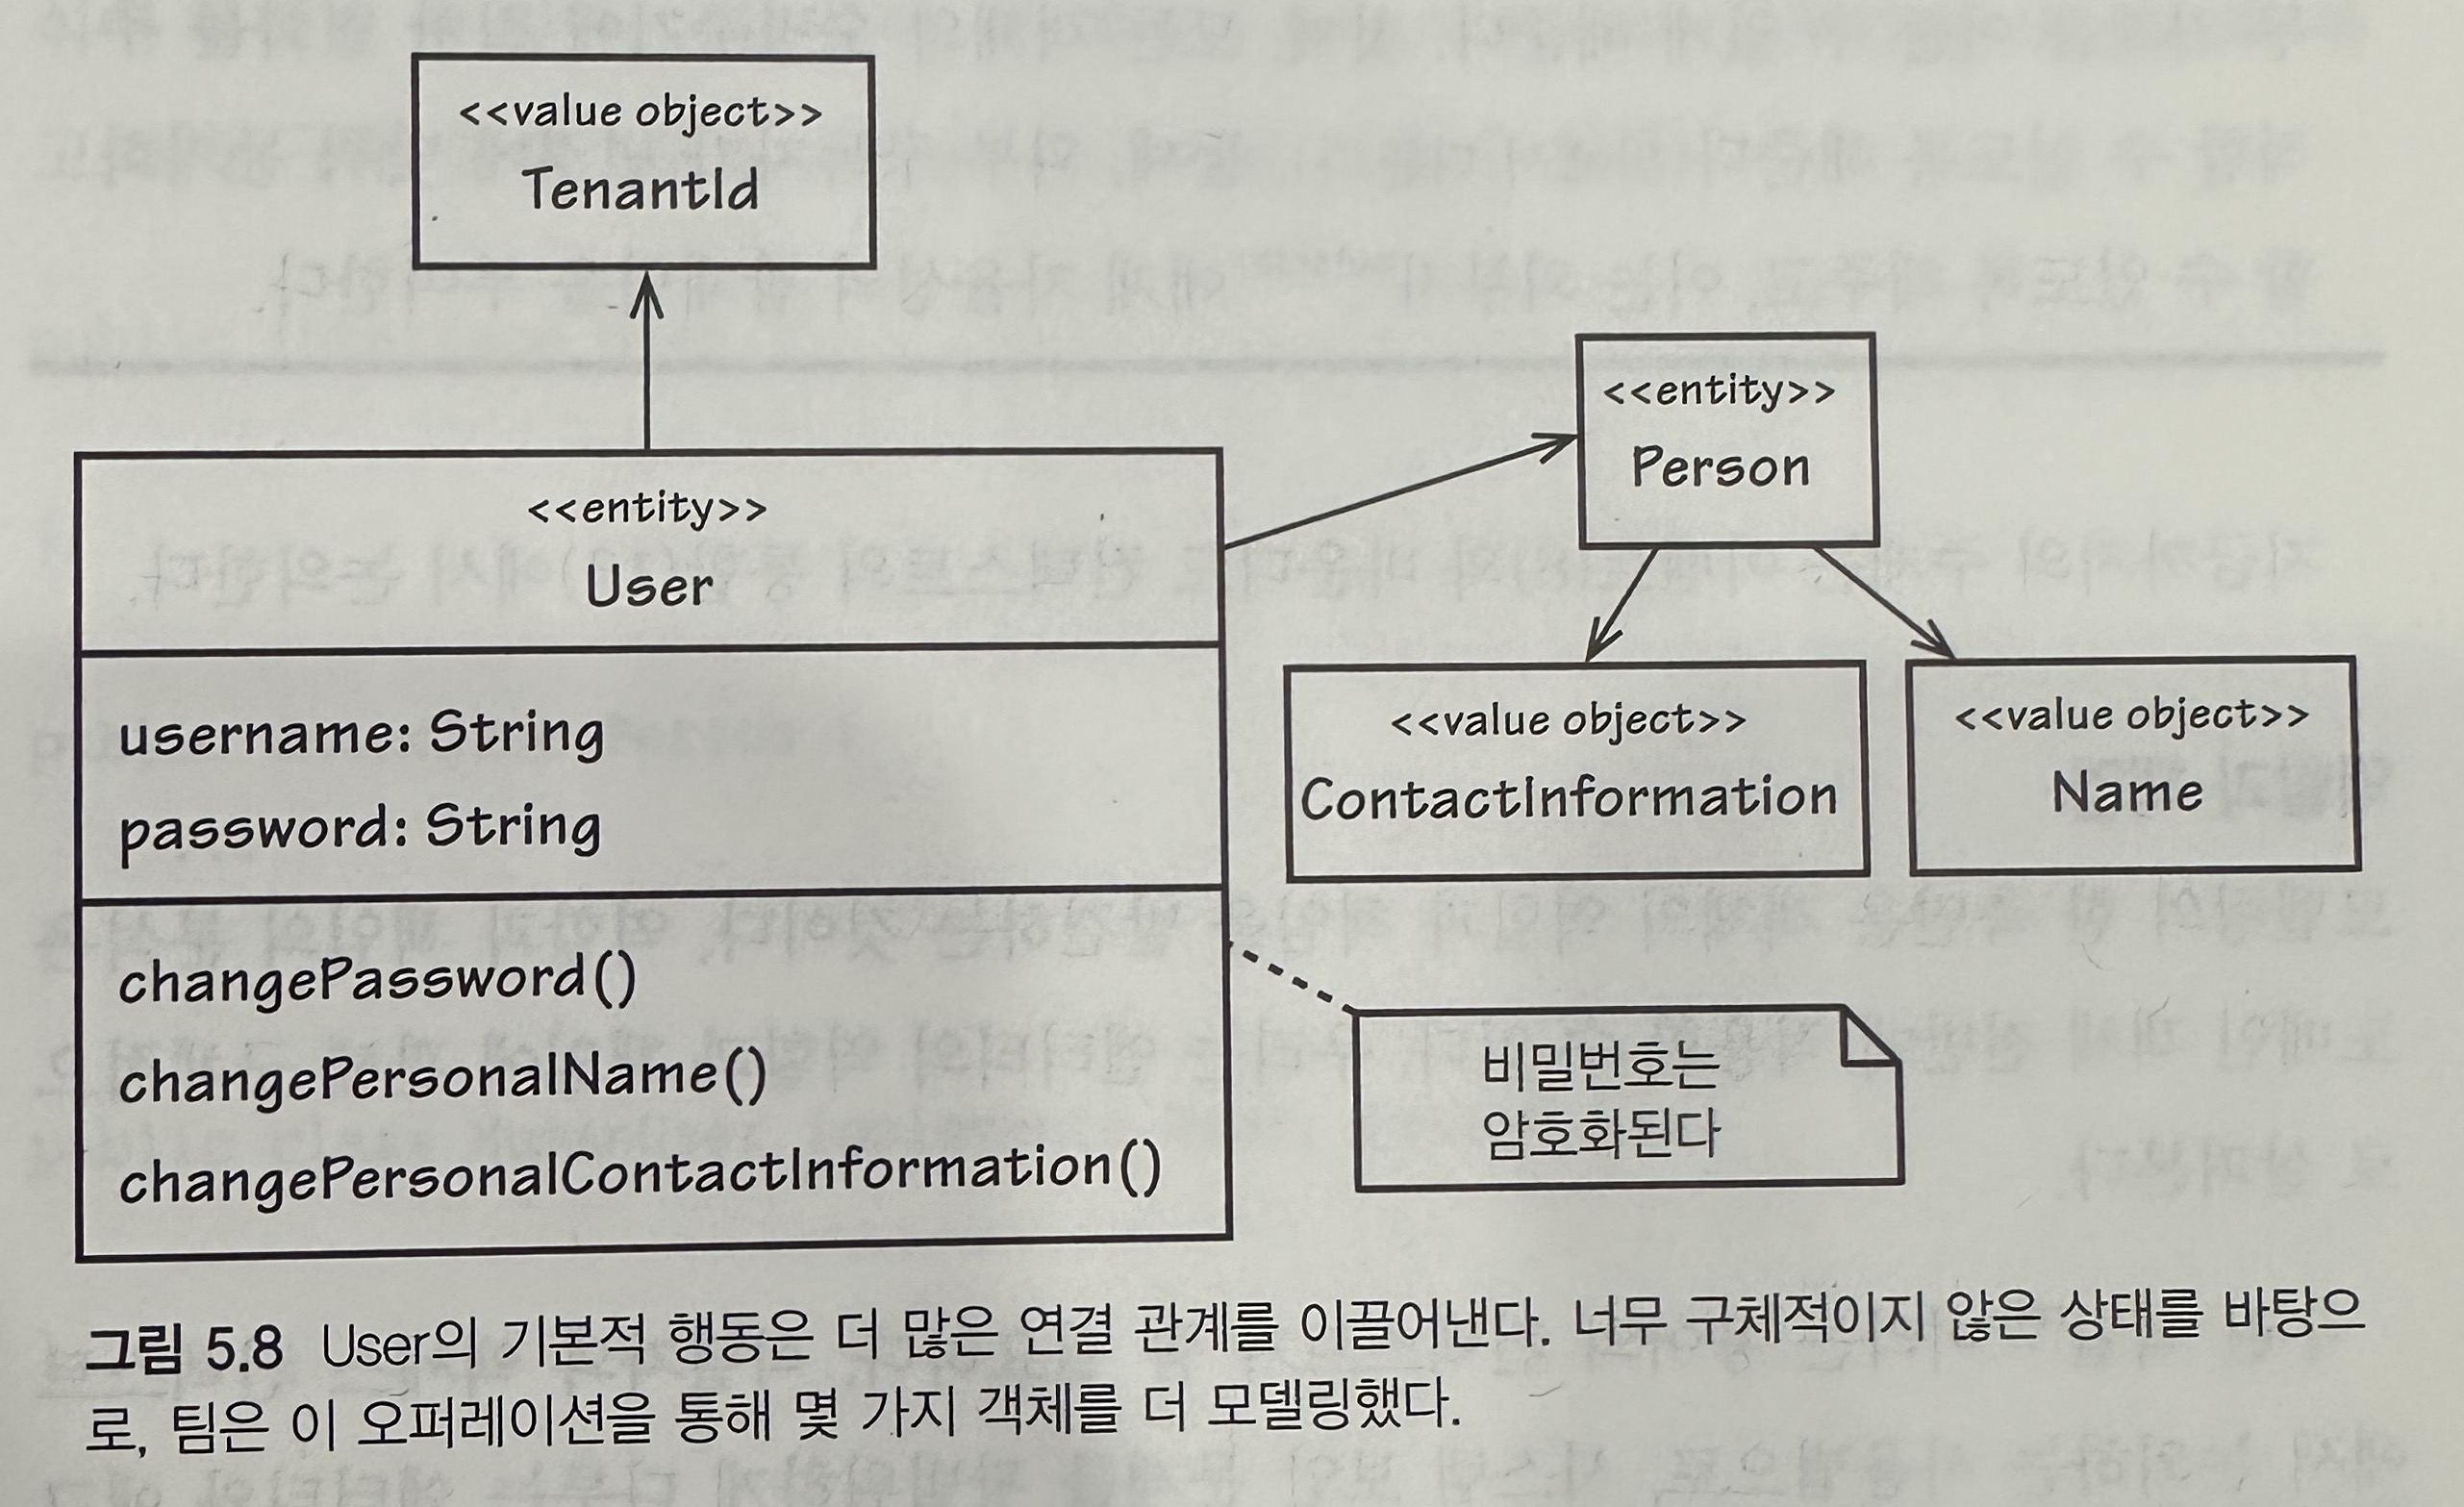 <<value object>>
TenantId
<<entity>>
User
username: String
password: String
changePassword()
changePersonalName()
changePersonalContactInformation()
<<entity>>
Person
<<value object>>
ContactInformation
<<value object>>
Name
비밀번호는
암호화된다
그림 5.8 User의 기본적 행동은 더 많은 연결 관계를 이끌어낸다. 너무 구체적이지 않은 상태를 바탕으
로, 팀은 이 오퍼레이션을 통해 몇 가지 객체를 더 모델링했다.